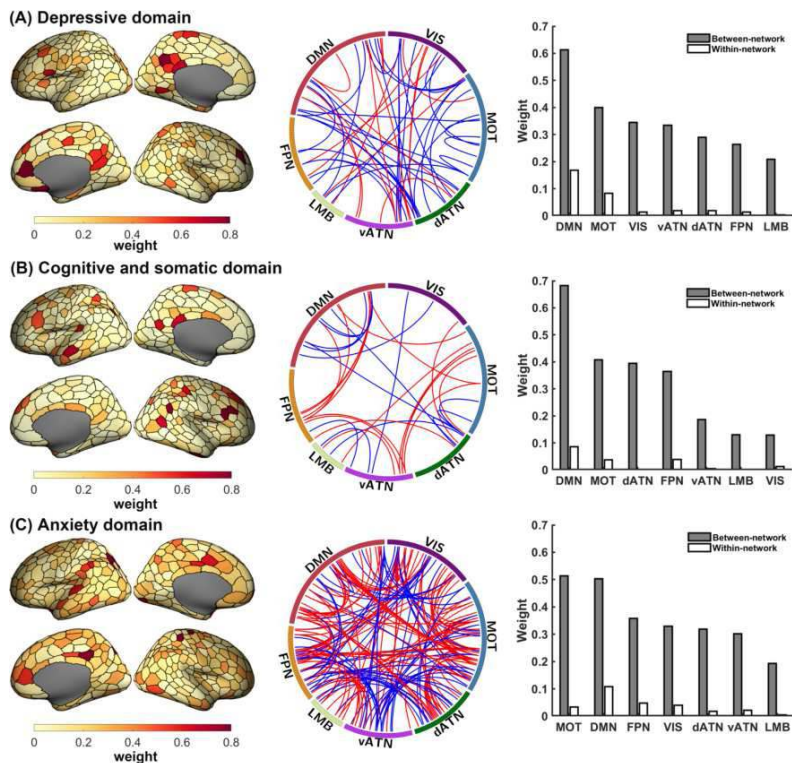 (A) Depressive domain
0 0.2 0.4 0.6 0.8
weight
DMN VIS MOT dATN vATN LMB FPN
Between-network
Within-network
Weight
0.7
0.6
0.5
0.4
0.3
0.2
0.1
0
DMN MOT VIS vATN dATN FPN LMB
(B) Cognitive and somatic domain
0 0.2 0.4 0.6 0.8
weight
DMN VIS MOT dATN vATN LMB FPN
Between-network
Within-network
Weight
0.7
0.6
0.5
0.4
0.3
0.2
0.1
0
DMN MOT dATN FPN vATN LMB VIS
(C) Anxiety domain
0 0.2 0.4 0.6 0.8
weight
DMN VIS MOT dATN vATN LMB FPN
Between-network
Within-network
Weight
0.7
0.6
0.5
0.4
0.3
0.2
0.1
0
MOT DMN FPN VIS dATN vATN LMB